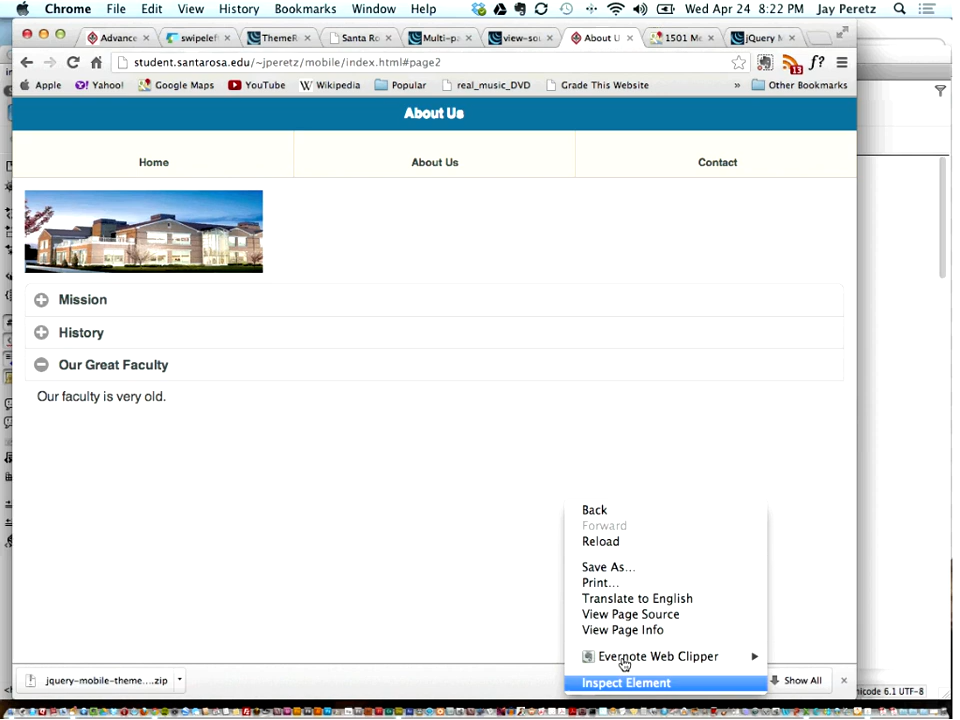 Chrome File Edit View History Bookmarks Window Help Wed Apr 24 8:22 PM Jay Peretz
Advance swipeleft ThemeR Santa Ro Multi-pa view-sou About U 1501 Me jQuery M
student.santarosa.edu/~jperetz/mobile/index.html#page2 13 f?
Apple Yahoo! Google Maps YouTube Wikipedia Popular real_music_DVD Grade This Website » Other Bookmarks
About Us
Home About Us Contact
Mission
History
Our Great Faculty
Our faculty is very old.
Back
Forward
Reload
Save As...
Print...
Translate to English
View Page Source
View Page Info
Evernote Web Clipper
Inspect Element
jquery-mobile-theme....zip Show All
nicode 6.1 UTF-8